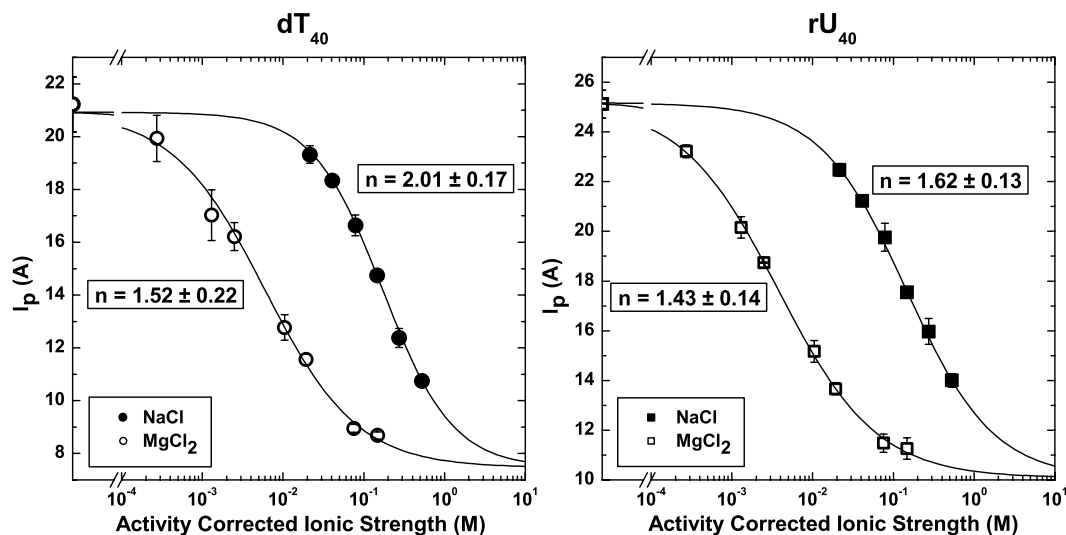 dT40
22
20
18
16
14
12
10
8
lp (A)
n = 2.01 ± 0.17
n = 1.52 ± 0.22
NaCl
MgCl2
10-4 10-3 10-2 10-1 100 101
Activity Corrected Ionic Strength (M)
rU40
26
24
22
20
18
16
14
12
10
lp (A)
n = 1.62 ± 0.13
n = 1.43 ± 0.14
NaCl
MgCl2
10-4 10-3 10-2 10-1 100 101
Activity Corrected Ionic Strength (M)